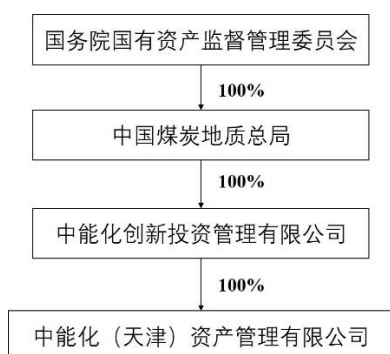 国务院国有资产监督管理委员会
100%
中国煤炭地质总局
100%
中能化创新投资管理有限公司
100%
中能化（天津）资产管理有限公司